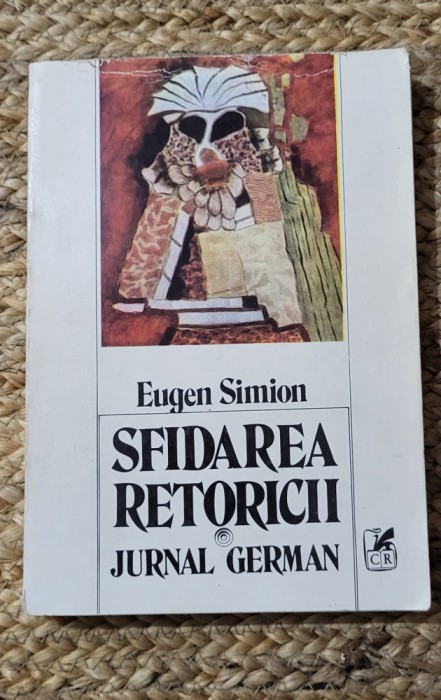 Eugen Simion
SFIDAREA
RETORICII
JURNAL GERMAN
CR